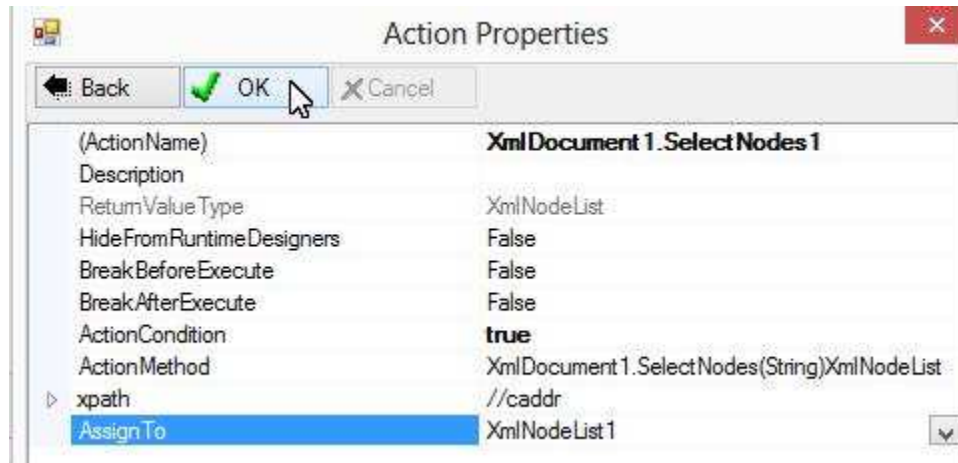 Action Properties
Back OK Cancel
(ActionName) XmlDocument1.SelectNodes1
Description
ReturnValueType XmlNodeList
HideFromRuntimeDesigners False
BreakBeforeExecute False
BreakAfterExecute False
ActionCondition true
ActionMethod XmlDocument1.SelectNodes(String)XmlNodeList
xpath //caddr
AssignTo XmlNodeList1